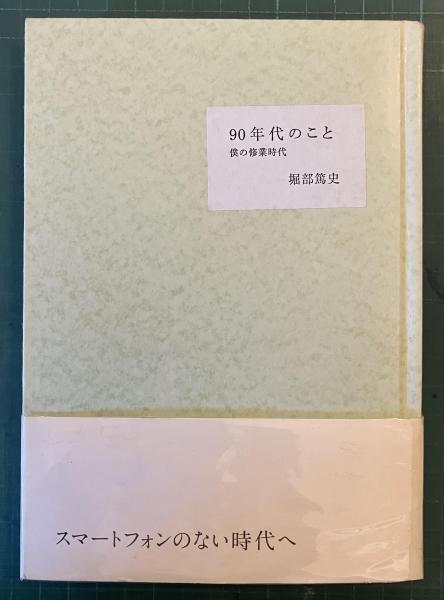 90年代のこと
僕の修業時代
堀部篤史
スマートフォンのない時代へ